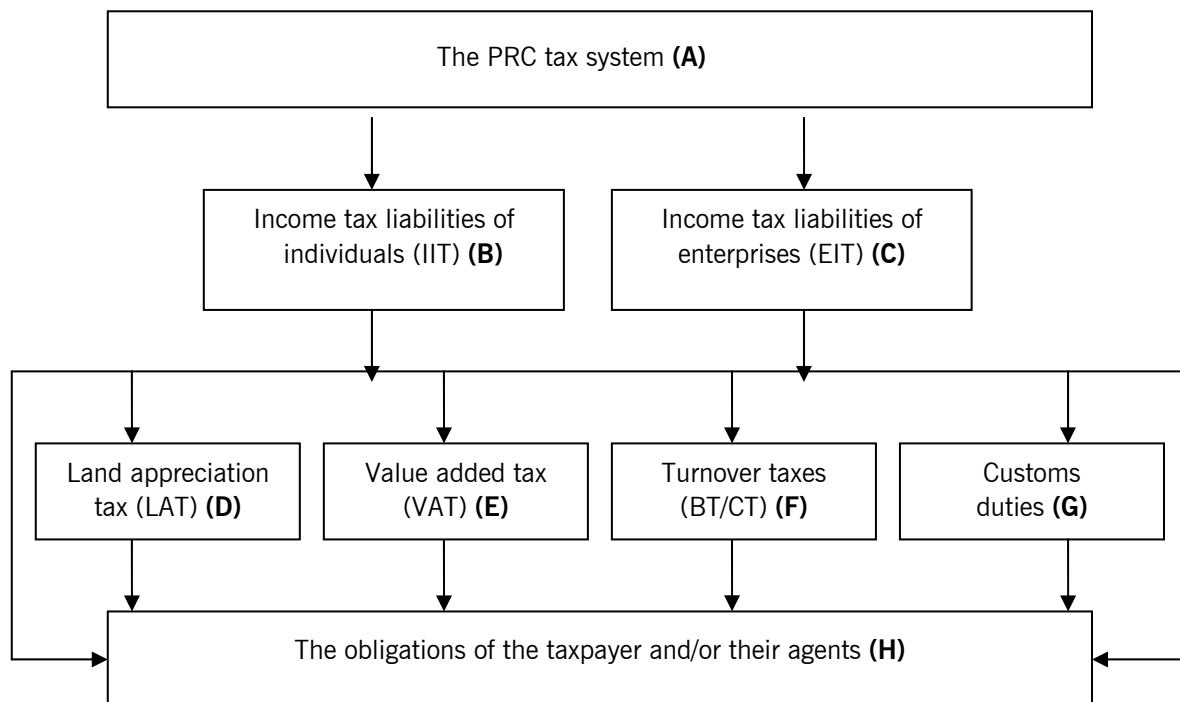 The PRC tax system (A)
Income tax liabilities of
individuals (IIT) (B)
Income tax liabilities of
enterprises (EIT) (C)
Land appreciation
tax (LAT) (D)
Value added tax
(VAT) (E)
Turnover taxes
(BT/CT) (F)
Customs
duties (G)
The obligations of the taxpayer and/or their agents (H)